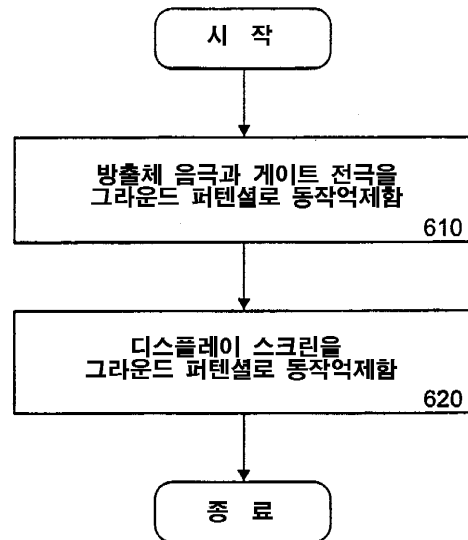 시 작
방출체 음극과 게이트 전극을
그라운드 퍼텐셜로 동작억제함
610
디스플레이 스크린을
그라운드 퍼텐셜로 동작억제함
620
종 료